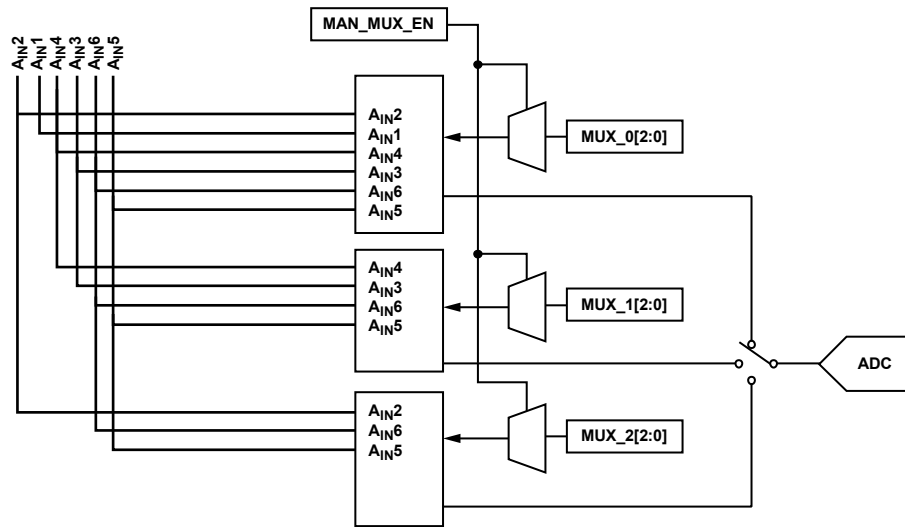 MAN_MUX_EN
AIN2
AIN1
AIN4
AIN3
AIN6
AIN5
AIN2
AIN1
AIN4
AIN3
AIN6
AIN5
MUX_0[2:0]
AIN4
AIN3
AIN6
AIN5
MUX_1[2:0]
ADC
AIN2
AIN6
AIN5
MUX_2[2:0]